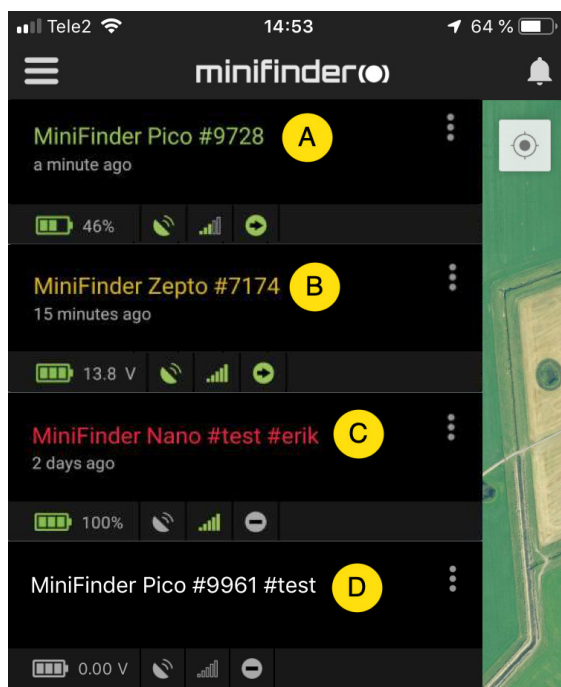 Tele2 14:53 64 %
minifinder
MiniFinder Pico #9728 A
a minute ago
46%
MiniFinder Zepto #7174 B
15 minutes ago
13.8 V
MiniFinder Nano #test #erik C
2 days ago
100%
MiniFinder Pico #9961 #test D
0.00 V